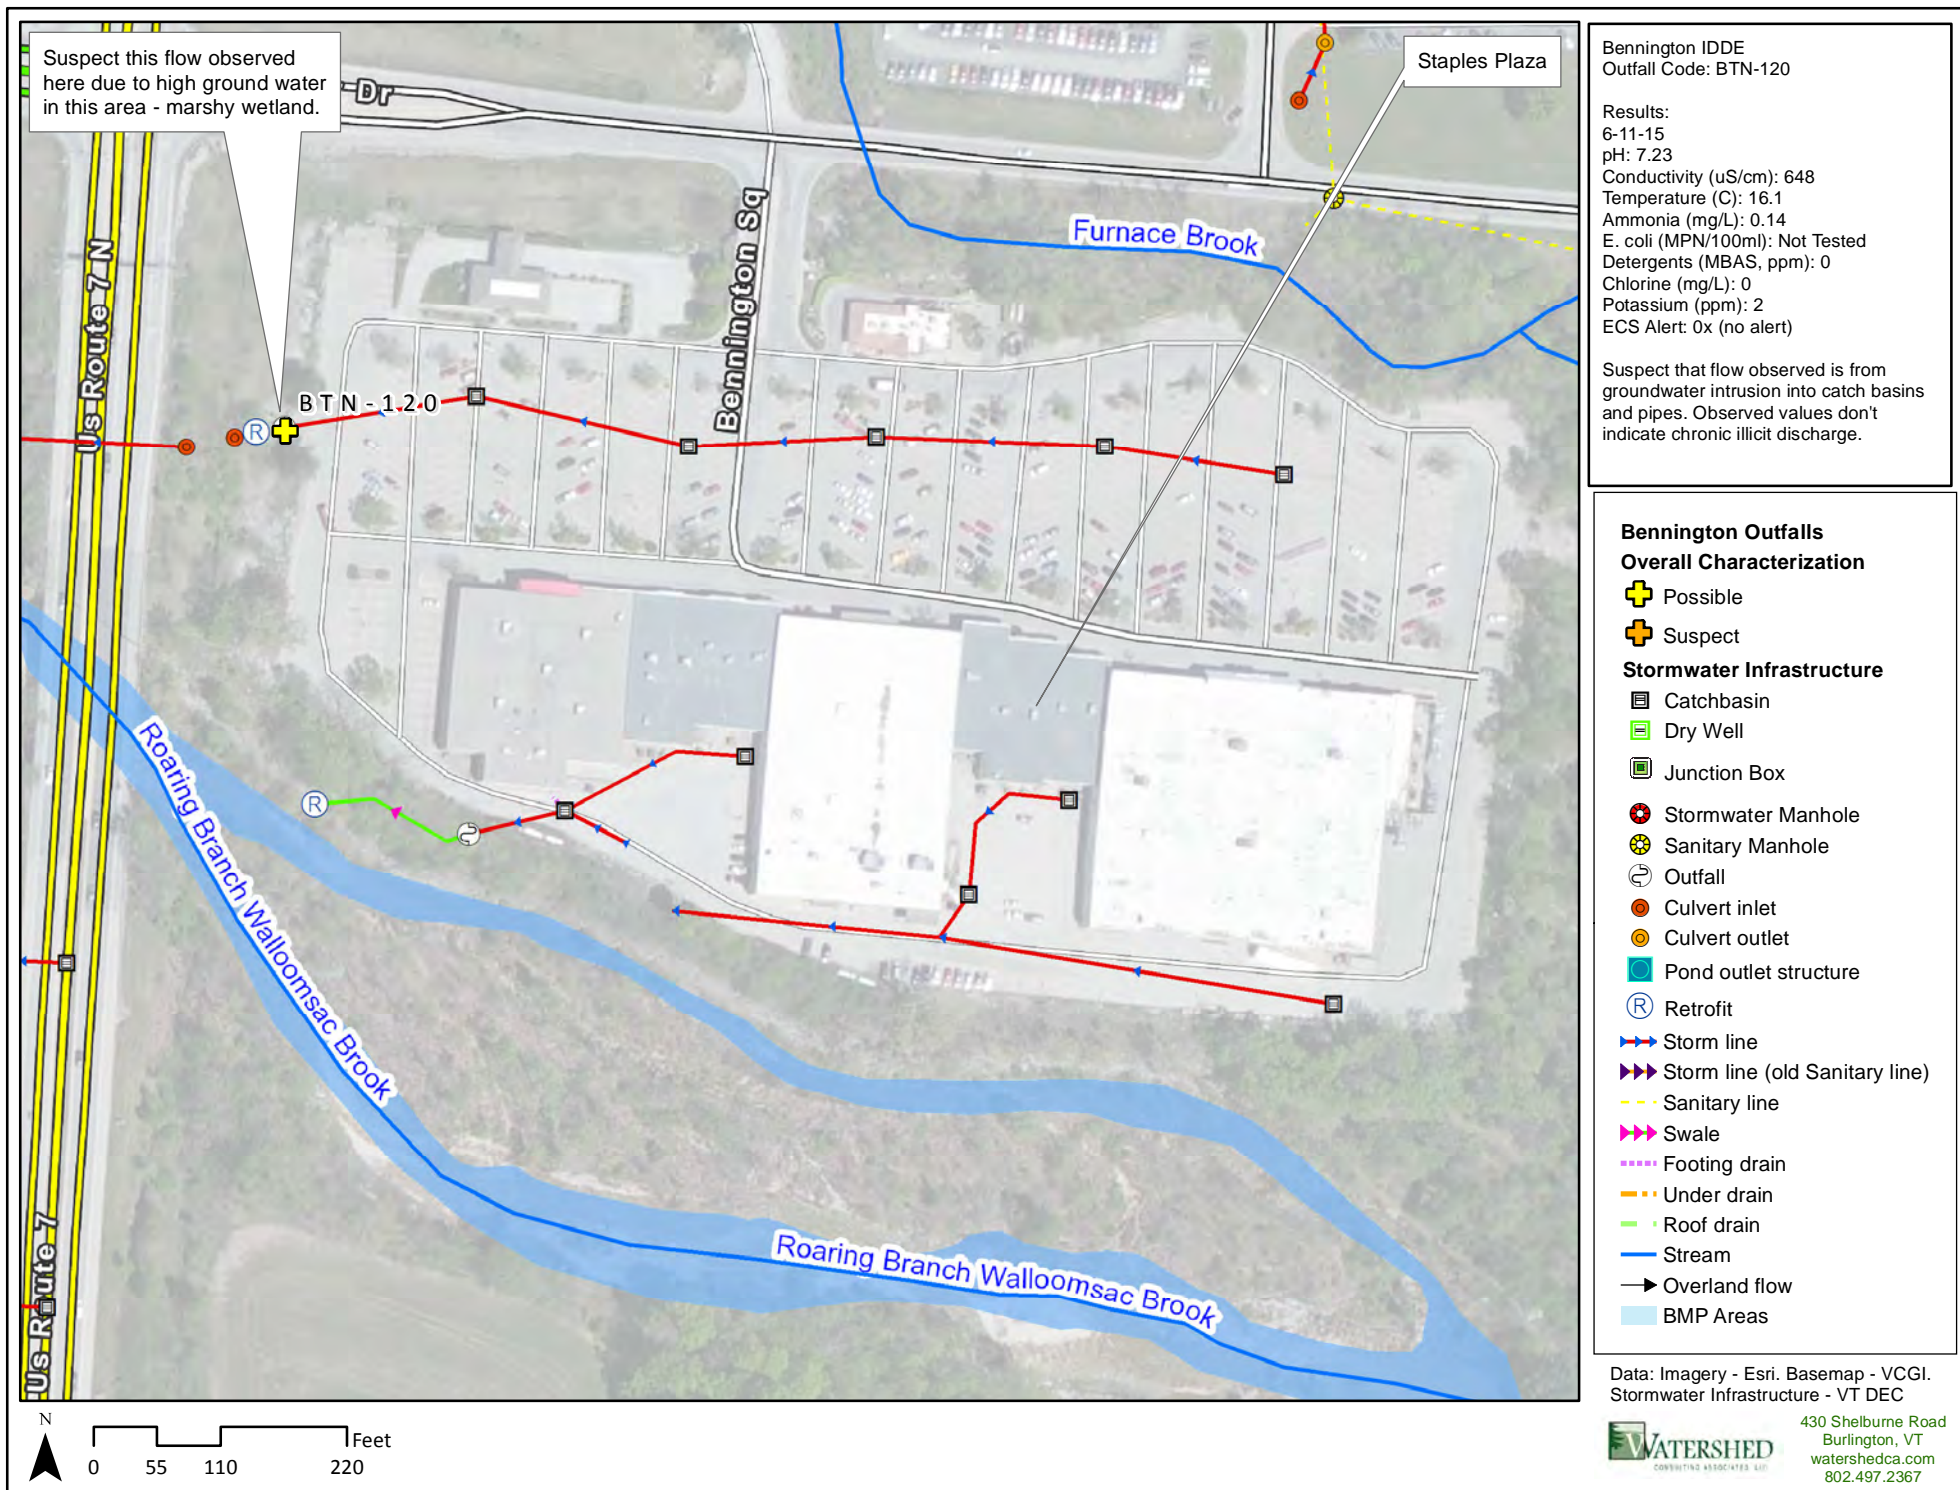 Suspect this flow observed
here due to high ground water
in this area - marshy wetland.
Dr
Staples Plaza
Us Route 7 N
Bennington Sq
Furnace Brook
BTN-120
R
R
Roaring Branch Walloomsac Brook
Roaring Branch Walloomsac Brook
Us Route 7
N
0 55 110 220
Feet
Bennington IDDE
Outfall Code: BTN-120
Results:
6-11-15
pH: 7.23
Conductivity (uS/cm): 648
Temperature (C): 16.1
Ammonia (mg/L): 0.14
E. coli (MPN/100ml): Not Tested
Detergents (MBAS, ppm): 0
Chlorine (mg/L): 0
Potassium (ppm): 2
ECS Alert: 0x (no alert)
Suspect that flow observed is from
groundwater intrusion into catch basins
and pipes. Observed values don't
indicate chronic illicit discharge.
Bennington Outfalls
Overall Characterization
Possible
Suspect
Stormwater Infrastructure
Catchbasin
Dry Well
Junction Box
Stormwater Manhole
Sanitary Manhole
Outfall
Culvert inlet
Culvert outlet
Pond outlet structure
R Retrofit
Storm line
Storm line (old Sanitary line)
Sanitary line
Swale
Footing drain
Under drain
Roof drain
Stream
Overland flow
BMP Areas
Data: Imagery - Esri. Basemap - VCGI.
Stormwater Infrastructure - VT DEC
WATERSHED
CONSULTING ASSOCIATES, LLC
430 Shelburne Road
Burlington, VT
watershedca.com
802.497.2367